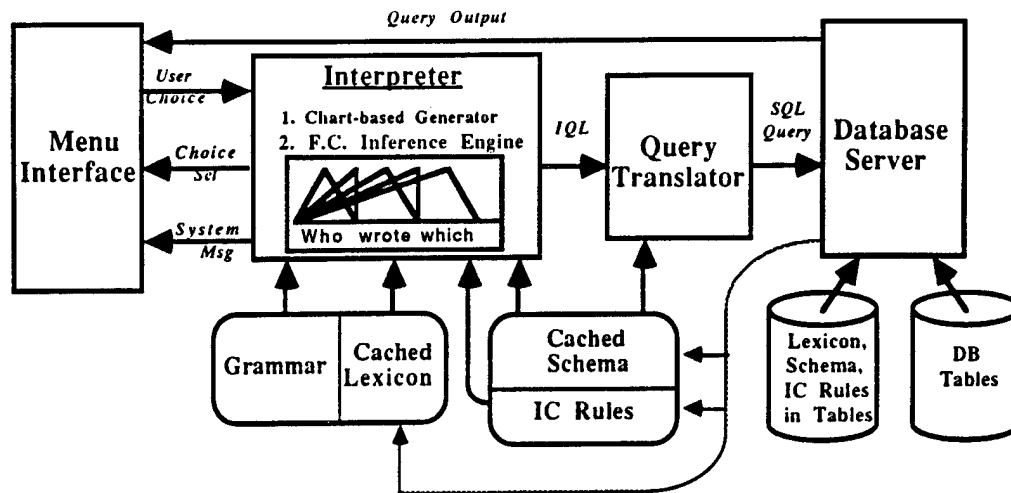 Query Output
Menu
Interface
User
Choice
Choice
Set
System
Msg
Interpreter
1. Chart-based Generator
2. F.C. Inference Engine
Who wrote which
IQL
Query
Translator
SQL
Query
Database
Server
Grammar
Cached
Lexicon
Cached
Schema
IC Rules
Lexicon,
Schema,
IC Rules
in Tables
DB
Tables